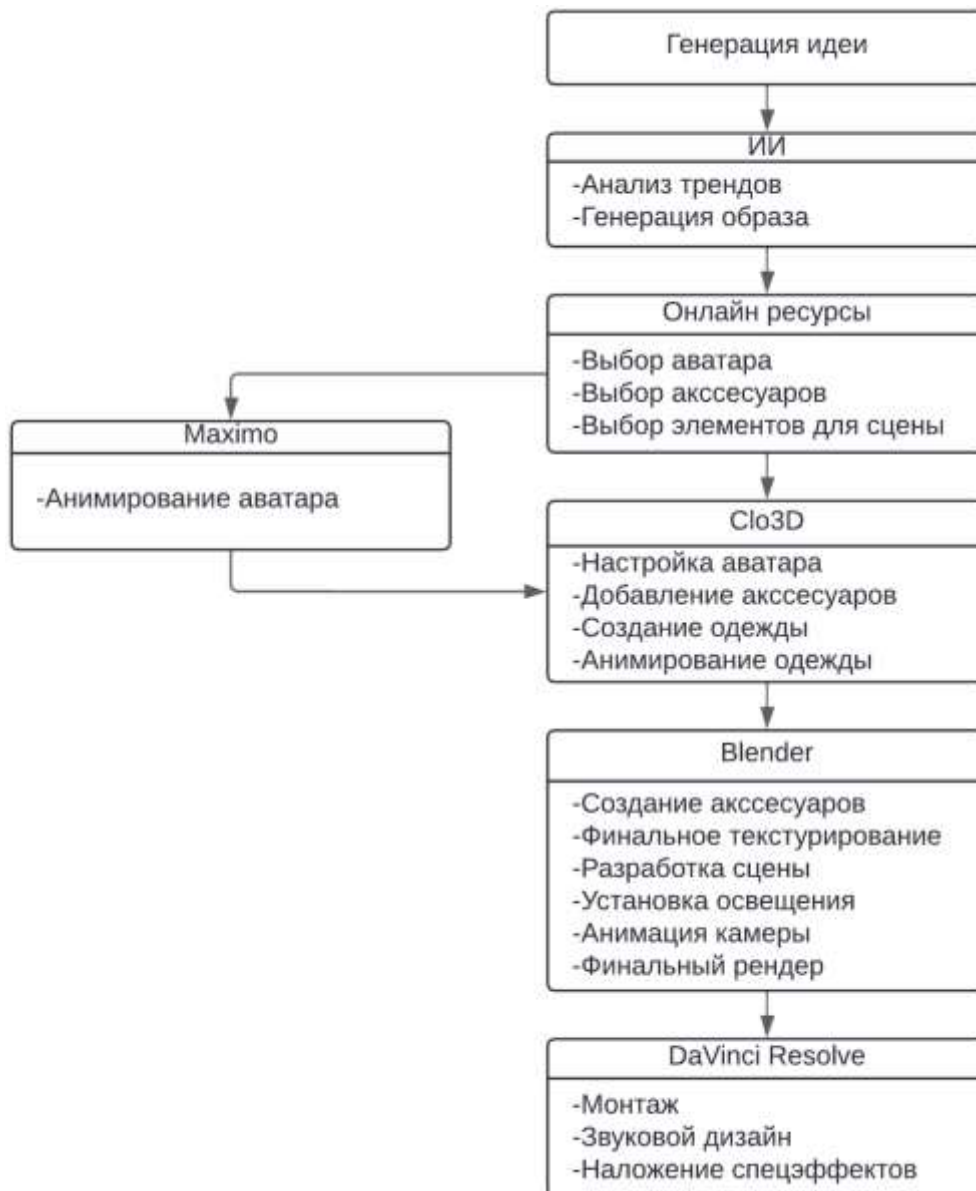 Генерация идеи
ИИ
-Анализ трендов
-Генерация образа
Онлайн ресурсы
-Выбор аватара
-Выбор акссесуаров
-Выбор элементов для сцены
Maximo
-Анимирование аватара
Clo3D
-Настройка аватара
-Добавление акссесуаров
-Создание одежды
-Анимирование одежды
Blender
-Создание акссесуаров
-Финальное текстурирование
-Разработка сцены
-Установка освещения
-Анимация камеры
-Финальный рендер
DaVinci Resolve
-Монтаж
-Звуковой дизайн
-Наложение спецэффектов